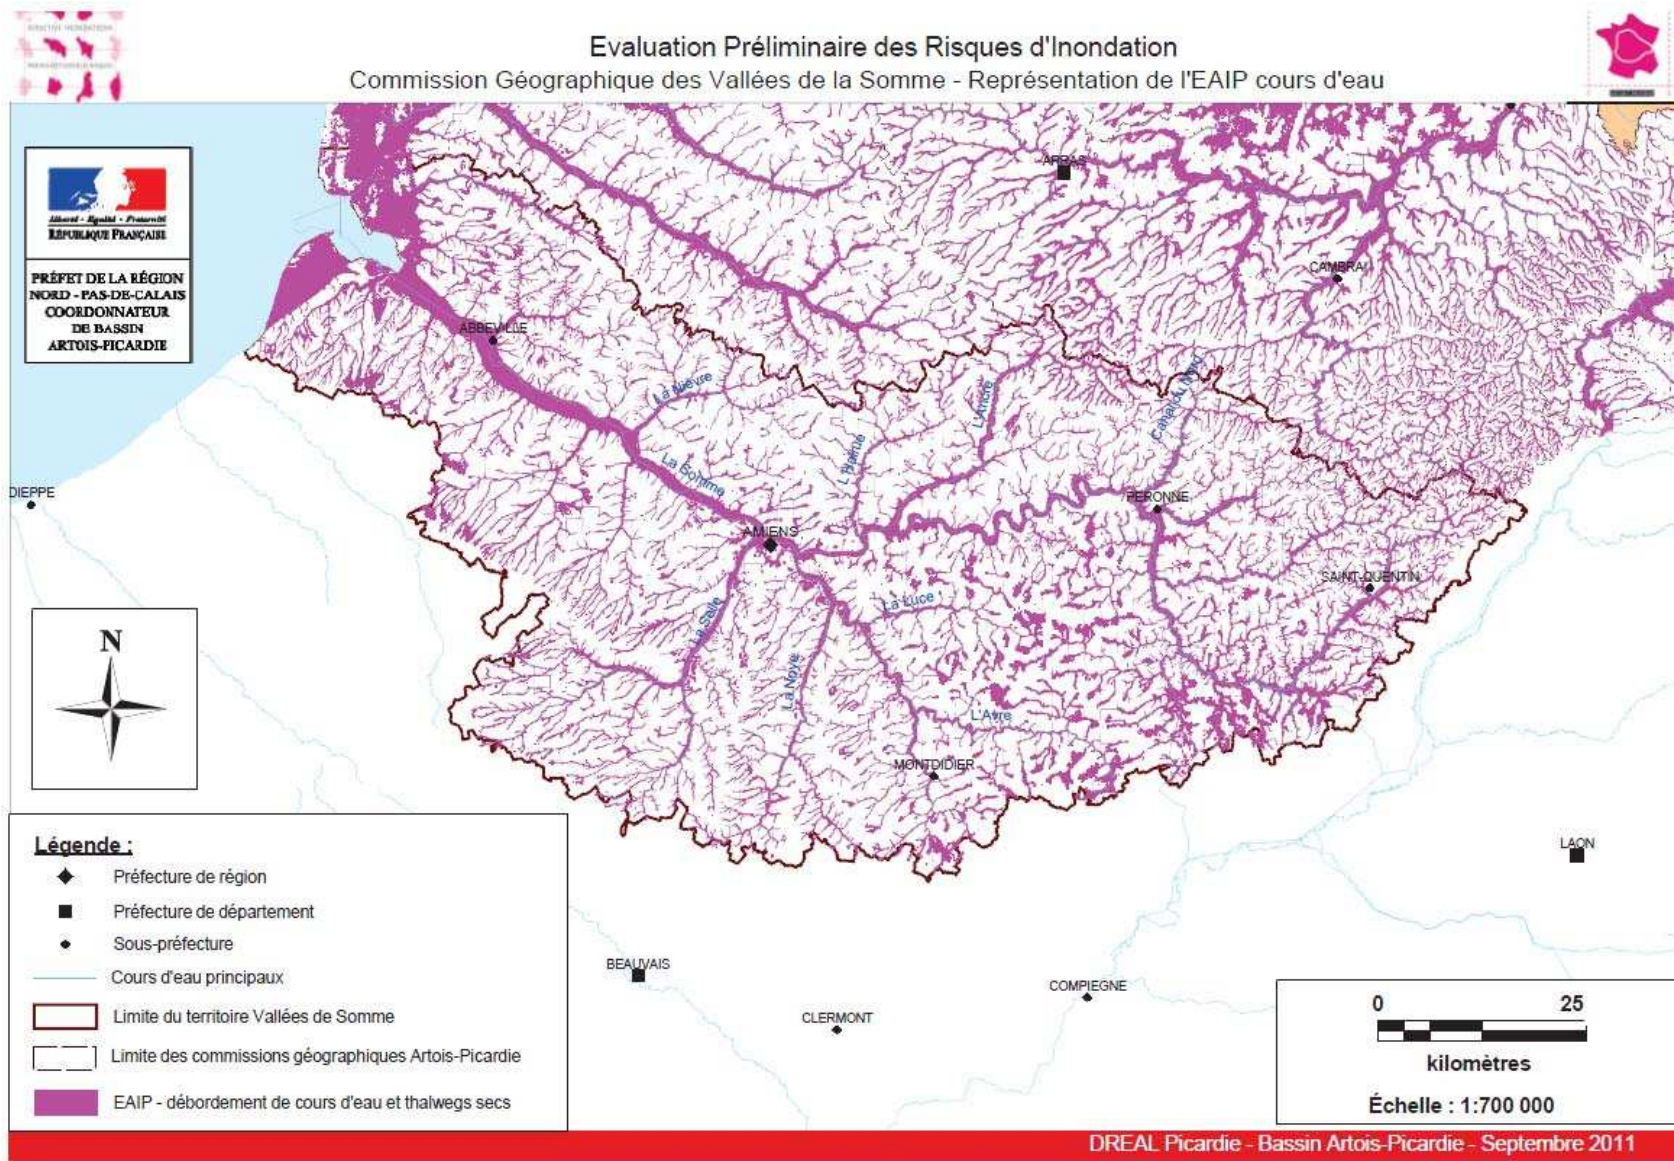 Evaluation Préliminaire des Risques d'Inondation
Commission Géographique des Vallées de la Somme - Représentation de l'EAIP cours d'eau
Liberté • Égalité • Fraternité
RÉPUBLIQUE FRANÇAISE
PRÉFET DE LA RÉGION
NORD - PAS-DE-CALAIS
COORDONNATEUR
DE BASSIN
ARTOIS-PICARDIE
ARRAS
CAMBRAI
ABBEVILLE
La Nièvre
L'Ancre
Canal du Nord
L'Hallue
La Somme
DIEPPE
PERONNE
AMIENS
SAINT-QUENTIN
La Luce
La Selle
La Noye
L'Avre
MONTDIDIER
N
LAON
BEAUVAIS
COMPIEGNE
CLERMONT
Légende :
Préfecture de région
Préfecture de département
Sous-préfecture
Cours d'eau principaux
Limite du territoire Vallées de Somme
Limite des commissions géographiques Artois-Picardie
EAIP - débordement de cours d'eau et thalwegs secs
0 25
kilomètres
Échelle : 1:700 000
DREAL Picardie - Bassin Artois-Picardie - Septembre 2011